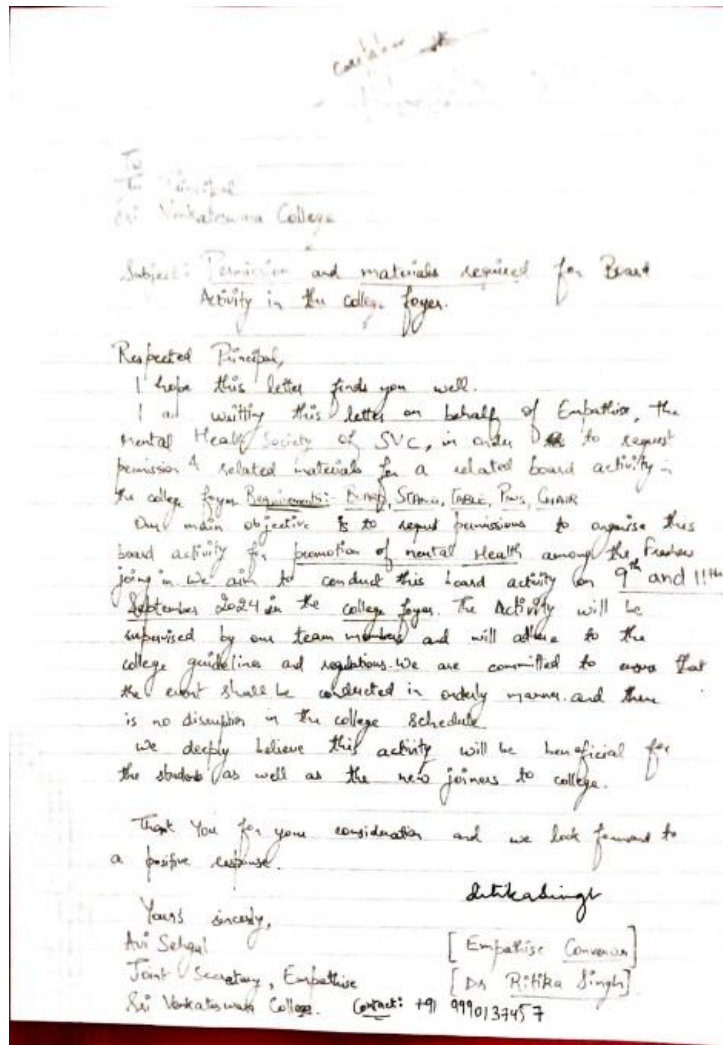 To
The Principal
Sri Venkateswara College
Subject: Permission and materials required for Board
Activity in the college foyer.
Respected Principal,
I hope this letter finds you well.
I a writting this letter on behalf of Empathise, the
Mental Health Society of SVC, in order to request
permission & related materials for a related board activity in
the college foyer Requirements:- BOARD, STAND, TABLE, PINS, CHAIR
Our main objective is to request permissions to organise this
board activity for promotion of mental Health among the Freshers
joining in. We aim to conduct this board activity on 9th and 11th
September 2024 in the college foyer. The Activity will be
supervised by our team members and will adhere to the
college guidelines and regulations. We are committed to ensure that
the event shall be conducted in orderly manner. and there
is no disruption in the college schedule
we deeply believe this activity will be beneficial for
the students as well as the new joiners to college.
Thank You for your consideration and we look forward to
a positive response.
Yours sincerely,
Avi Sehgal
Joint Secretary, Empathise
Sri Venkateswara College. Contact: +91 9990137457
ritikasingh
[Empathise Convenor]
[Dr Ritika Singh]